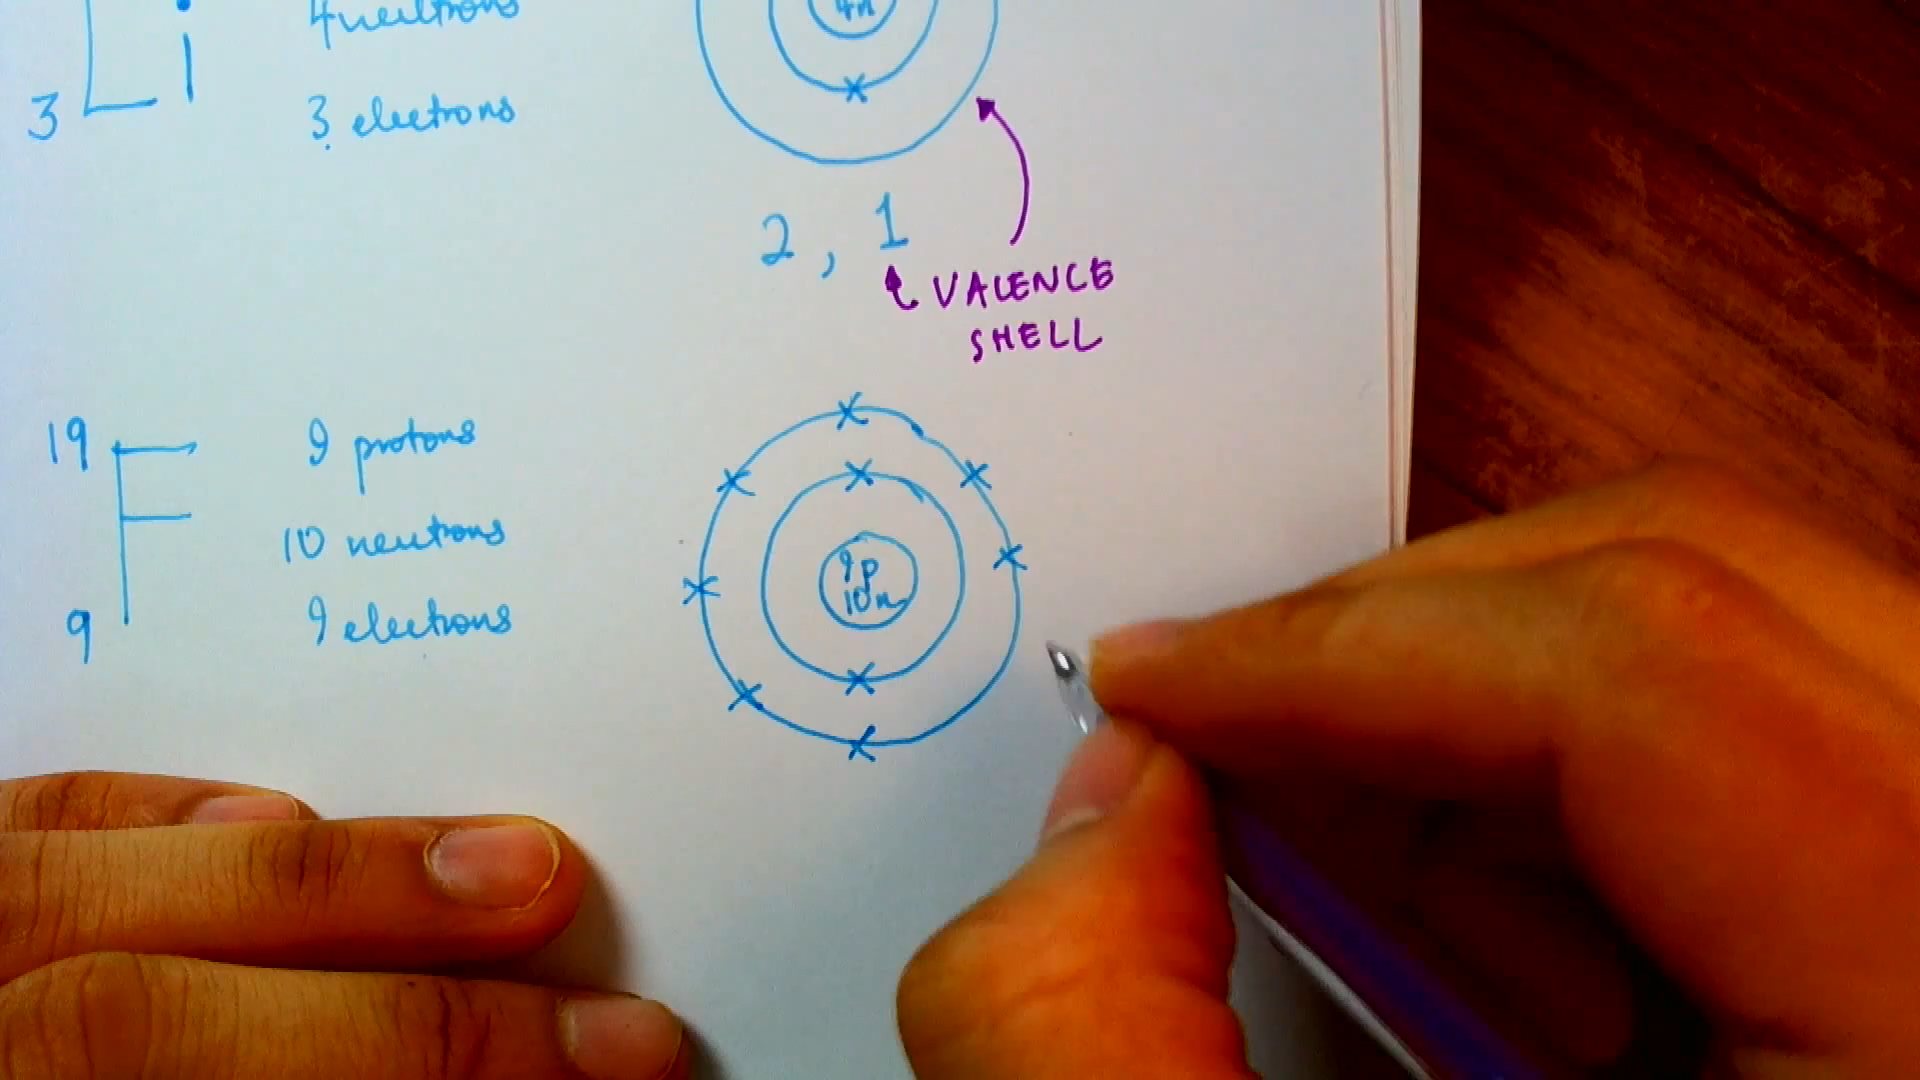 4 neutrons
4n
Li
3
3 electrons
2, 1
VALENCE
SHELL
19
F
9
9 protons
10 neutrons
9 electrons
9p
10n